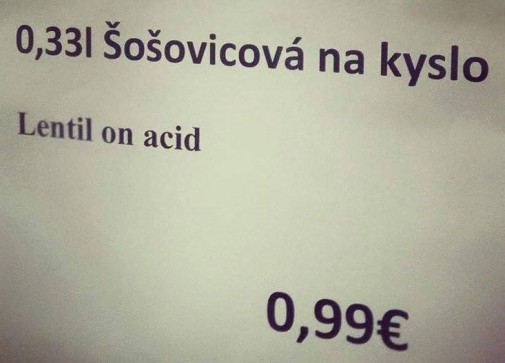 0,33l Šošovicová na kyslo
Lentil on acid
0,99€